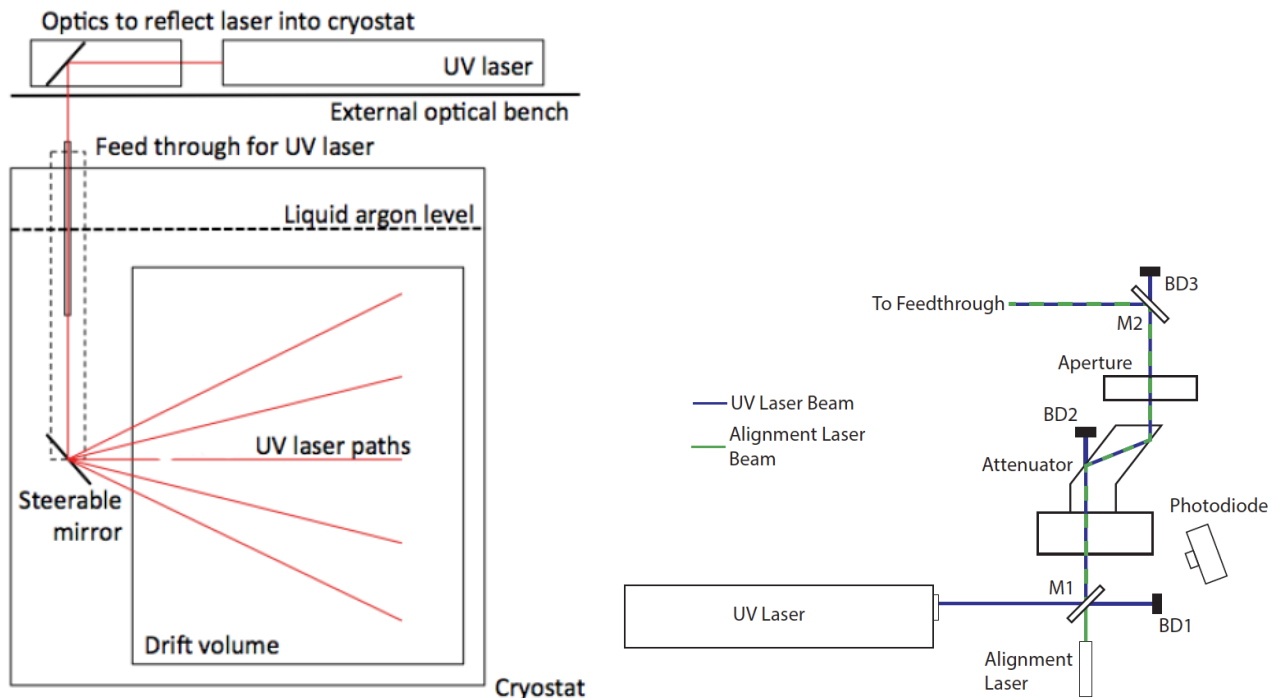 Optics to reflect laser into cryostat
UV laser
External optical bench
Feed through for UV laser
Liquid argon level
UV laser paths
Steerable
mirror
Drift volume
Cryostat
BD3
To Feedthrough
M2
Aperture
UV Laser Beam
BD2
Alignment Laser
Beam
Attenuator
Photodiode
M1
UV Laser
BD1
Alignment
Laser